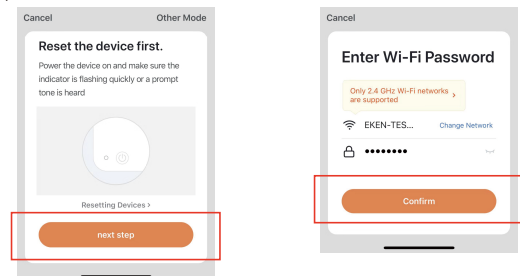 Cancel
Other Mode
Reset the device first.
Power the device on and make sure the
indicator is flashing quickly or a prompt
tone is heard
Resetting Devices >
next step
Cancel
Enter Wi-Fi Password
Only 2.4 GHz Wi-Fi networks >
are supported
EKEN-TES...
Change Network
●●●●●●●●
Confirm